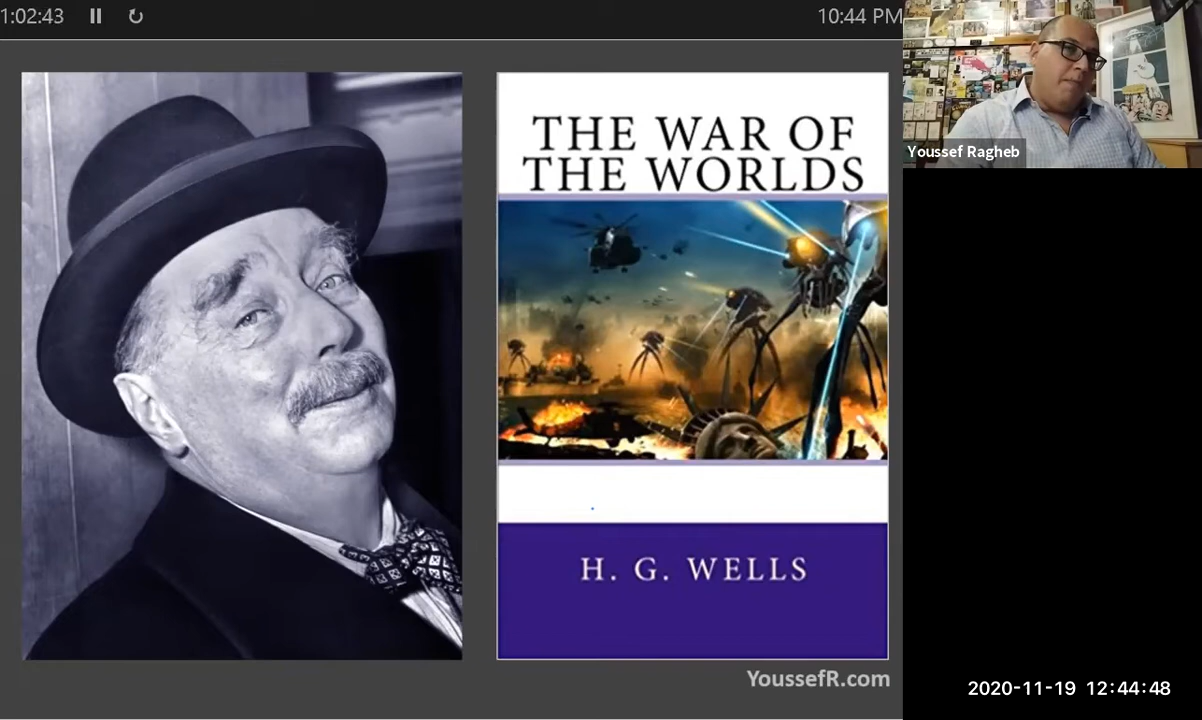 1:02:43
10:44 PM
Youssef Ragheb
THE WAR OF
THE WORLDS
H. G. WELLS
YoussefR.com
2020-11-19 12:44:48